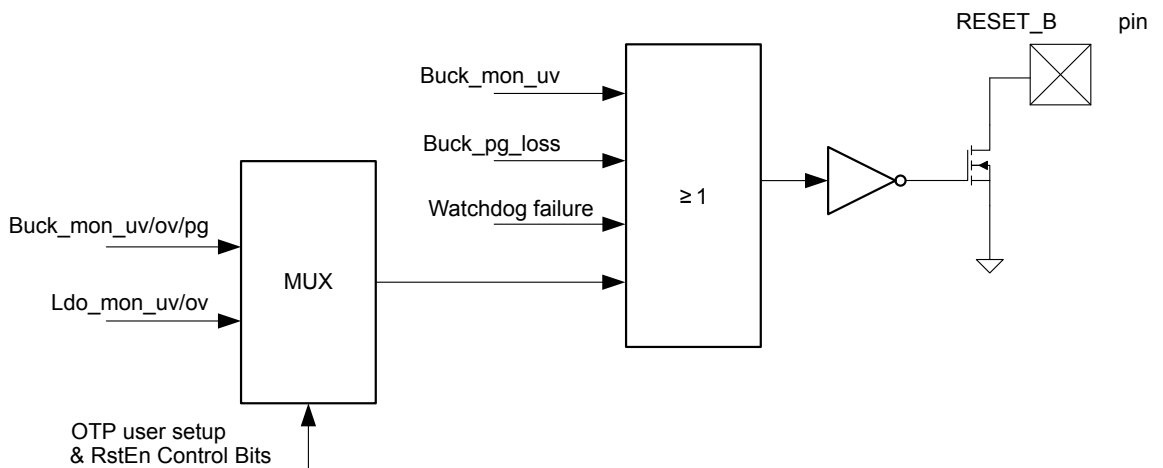 RESET_B pin
Buck_mon_uv
Buck_pg_loss
≥ 1
Watchdog failure
Buck_mon_uv/ov/pg
MUX
Ldo_mon_uv/ov
OTP user setup
& RstEn Control Bits